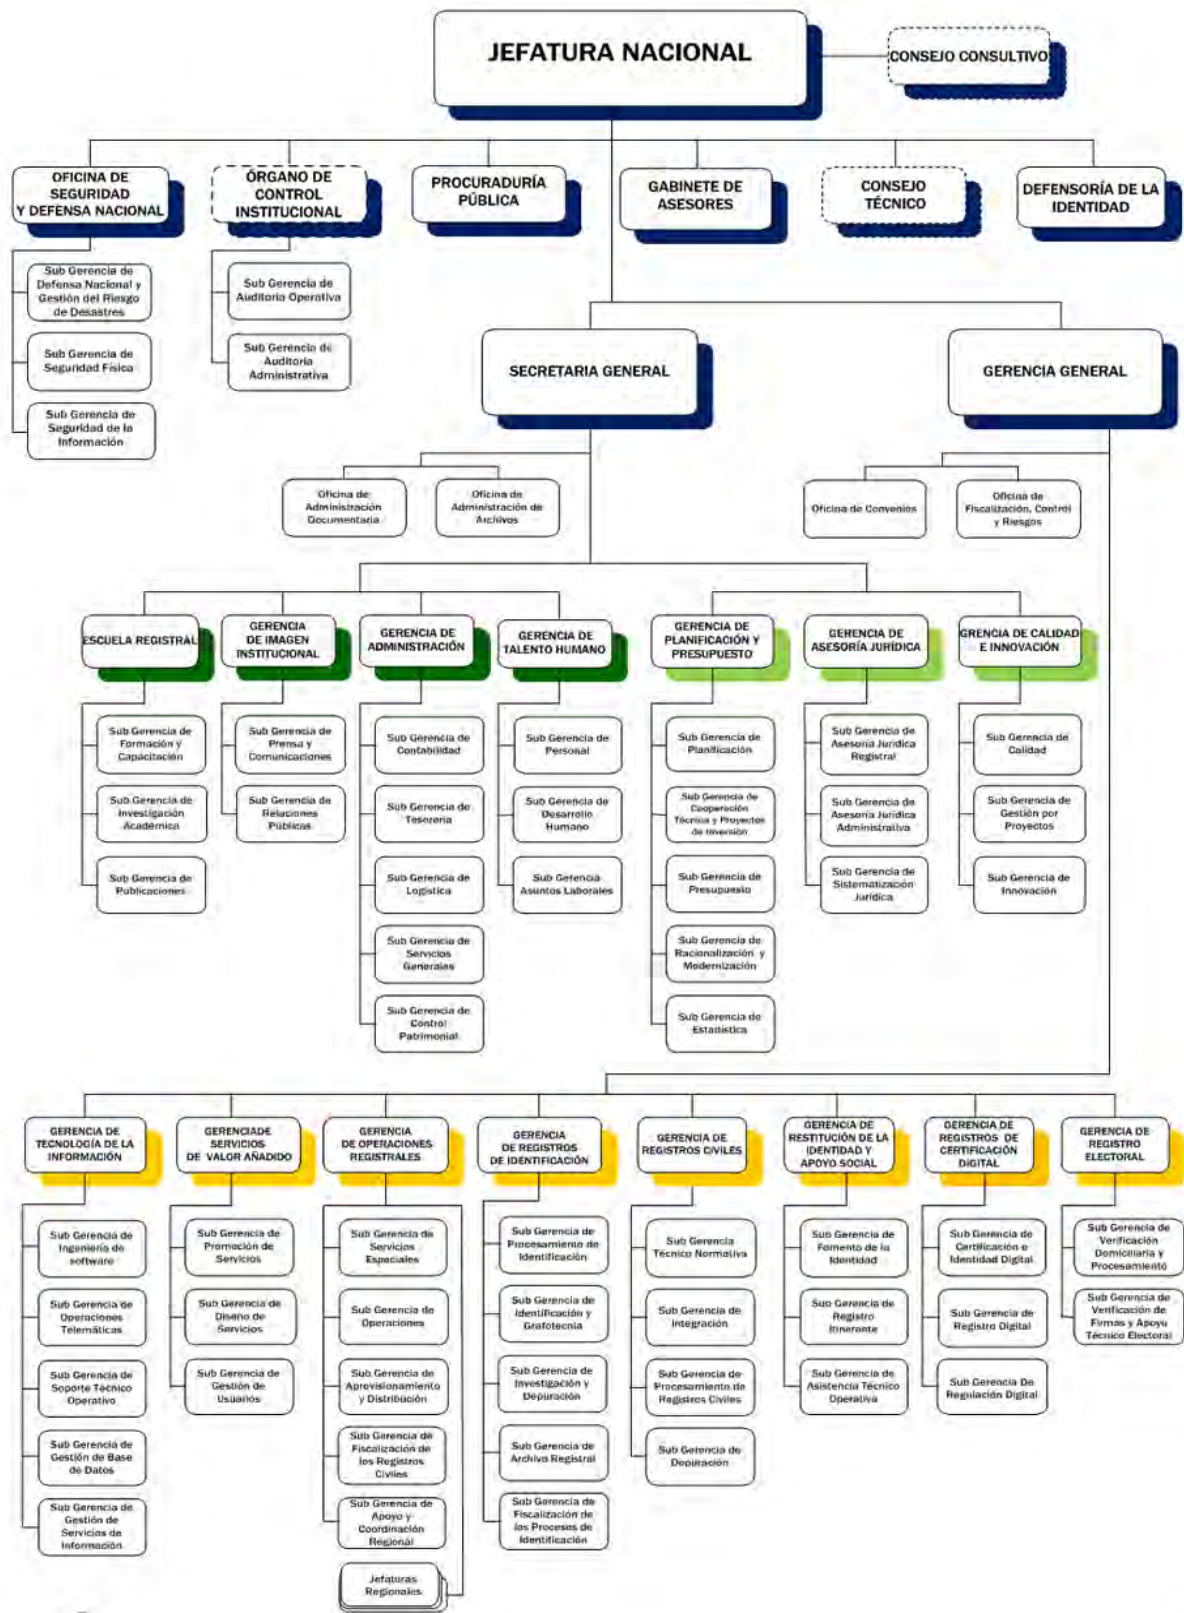 JEFATURA NACIONAL
CONSEJO CONSULTIVO
OFICINA DE
SEGURIDAD
Y DEFENSA NACIONAL
ÓRGANO DE
CONTROL
INSTITUCIONAL
PROCURADURÍA
PÚBLICA
GABINETE DE
ASESORES
CONSEJO
TÉCNICO
DEFENSORÍA DE LA
IDENTIDAD
Sub Gerencia de
Defensa Nacional y
Gestión del Riesgo
de Desastres
Sub Gerencia de
Seguridad Física
Sub Gerencia de
Seguridad de la
Información
Sub Gerencia de
Auditoria Operativa
Sub Gerencia de
Auditoria
Administrativa
SECRETARIA GENERAL
GERENCIA GENERAL
Oficina de
Administración
Documentaria
Oficina de
Administración de
Archivos
Oficina de Convenios
Oficina de
Fiscalización, Control
y Riesgos
ESCUELA REGISTRAL
GERENCIA
DE IMAGEN
INSTITUCIONAL
GERENCIA DE
ADMINISTRACIÓN
GERENCIA DE
TALENTO HUMANO
GERENCIA DE
PLANIFICACIÓN Y
PRESUPUESTO
GERENCIA DE
ASESORÍA JURÍDICA
GRENCIA DE CALIDAD
E INNOVACIÓN
Sub Gerencia de
Formación y
Capacitación
Sub Gerencia de
Investigación
Académica
Sub Gerencia de
Publicaciones
Sub Gerencia de
Prensa y
Comunicaciones
Sub Gerencia de
Relaciones
Públicas
Sub Gerencia de
Contabilidad
Sub Gerencia de
Tesorería
Sub Gerencia de
Logística
Sub Gerencia de
Servicios
Generales
Sub Gerencia de
Control
Patrimonial
Sub Gerencia de
Personal
Sub Gerencia de
Desarrollo
Humano
Sub Gerencia
Asuntos Laborales
Sub Gerencia de
Planificación
Sub Gerencia de
Cooperación
Técnica y Proyectos
de Inversión
Sub Gerencia de
Presupuesto
Sub Gerencia de
Racionalización y
Modernización
Sub Gerencia de
Estadística
Sub Gerencia de
Asesoría Jurídica
Registral
Sub Gerencia de
Asesoría Jurídica
Administrativa
Sub Gerencia de
Sistematización
Jurídica
Sub Gerencia de
Calidad
Sub Gerencia de
Gestión por
Proyectos
Sub Gerencia de
Innovación
GERENCIA DE
TECNOLOGÍA DE LA
INFORMACIÓN
GERENCIADE
SERVICIOS
DE VALOR AÑADIDO
GERENCIA
DE OPERACIONES
REGISTRALES
GERENCIA
DE REGISTROS
DE IDENTIFICACIÓN
GERENCIA DE
REGISTROS CIVILES
GERENCIA DE
RESTITUCIÓN DE LA
IDENTIDAD Y
APOYO SOCIAL
GERENCIA DE
REGISTROS DE
CERTIFICACIÓN
DIGITAL
GERENCIA DE
REGISTRO
ELECTORAL
Sub Gerencia de
Ingeniería de
software
Sub Gerencia de
Operaciones
Telemáticas
Sub Gerencia de
Soporte Técnico
Operativo
Sub Gerencia de
Gestión de Base
de Datos
Sub Gerencia de
Gestión de
Servicios de
Información
Sub Gerencia de
Promoción de
Servicios
Sub Gerencia de
Diseño de
Servicios
Sub Gerencia de
Gestión de
Usuarios
Sub Gerencia de
Servicios
Especiales
Sub Gerencia de
Operaciones
Sub Gerencia de
Aprovisionamiento
y Distribución
Sub Gerencia de
Fiscalización de
los Registros
Civiles
Sub Gerencia de
Apoyo y
Coordinación
Regional
Jefaturas
Regionales
Sub Gerencia de
Procesamiento de
Identificación
Sub Gerencia de
Identificación y
Grafotecnia
Sub Gerencia de
Investigación y
Depuración
Sub Gerencia de
Archivo Registral
Sub Gerencia de
Fiscalización de
los Procesos de
Identificación
Sub Gerencia
Técnico Normativa
Sub Gerencia de
Integración
Sub Gerencia de
Procesamiento de
Registros Civiles
Sub Gerencia de
Depuración
Sub Gerencia de
Fomento de la
Identidad
Sub Gerencia de
Registro
Itinerante
Sub Gerencia de
Asistencia Técnico
Operativa
Sub Gerencia de
Certificación e
Identidad Digital
Sub Gerencia de
Registro Digital
Sub Gerencia De
Regulación Digital
Sub Gerencia de
Verificación
Domiciliaria y
Procesamiento
Sub Gerencia de
Verificación de
Firmas y Apoyo
Técnico Electoral